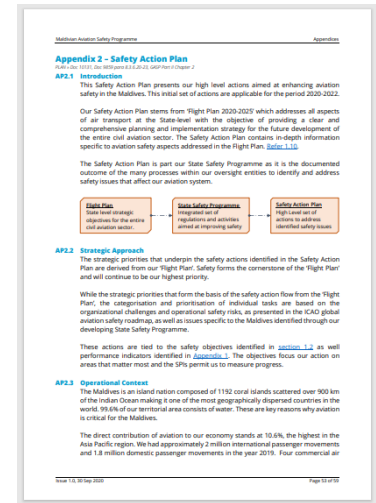 Maldivian Aviation Safety Programme Appendices
Appendix 2 – Safety Action Plan
AP2.1 Introduction
This Safety Action Plan presents our high level actions aimed at enhancing aviation
safety in the Maldives. This initial set of actions are applicable for the period 2020-2022.
Our Safety Action Plan stems from 'Flight Plan 2020-2025' which addresses all aspects
of air transport at the State-level with the objective of providing a clear and
comprehensive planning and implementation strategy for the future development of
the entire civil aviation sector. The Safety Action Plan contains in-depth information
specific to aviation safety aspects addressed in the Flight Plan. Refer 1.10.
The Safety Action Plan is part our State Safety Programme as it is the documented
outcome of the many processes within our oversight entities to identify and address
safety issues that affect our aviation system.
Flight Plan
State level strategic
objectives for the entire
civil aviation sector.
State Safety Programme
Integrated set of
regulations and activities
aimed at improving safety
Safety Action Plan
High Level set of
actions to address
identified safety issues
AP2.2 Strategic Approach
The strategic priorities that underpin the safety actions identified in the Safety Action
Plan are derived from our 'Flight Plan'. Safety forms the cornerstone of the 'Flight Plan'
and will continue to be our highest priority.
While the strategic priorities that form the basis of the safety action flow from the 'Flight
Plan', the categorisation and prioritisation of individual tasks are based on the
organizational challenges and operational safety risks, as presented in the ICAO global
aviation safety roadmap, as well as issues specific to the Maldives identified through our
developing State Safety Programme.
These actions are tied to the safety objectives identified in section 1.2 as well
performance indicators identified in Appendix 1. The objectives focus our action on
areas that matter most and the SPIs permit us to measure progress.
AP2.3 Operational Context
The Maldives is an island nation composed of 1192 coral islands scattered over 900 km
of the Indian Ocean making it one of the most geographically dispersed countries in the
world. 99.6% of our territorial area consists of water. These are key reasons why aviation
is critical for the Maldives.
The direct contribution of aviation to our economy stands at 10.6%, the highest in the
Asia Pacific region. We had approximately 2 million international passenger movements
and 1.8 million domestic passenger movements in the year 2019. Four commercial air
Issue 1.0, 30 Sep 2020 Page 53 of 59